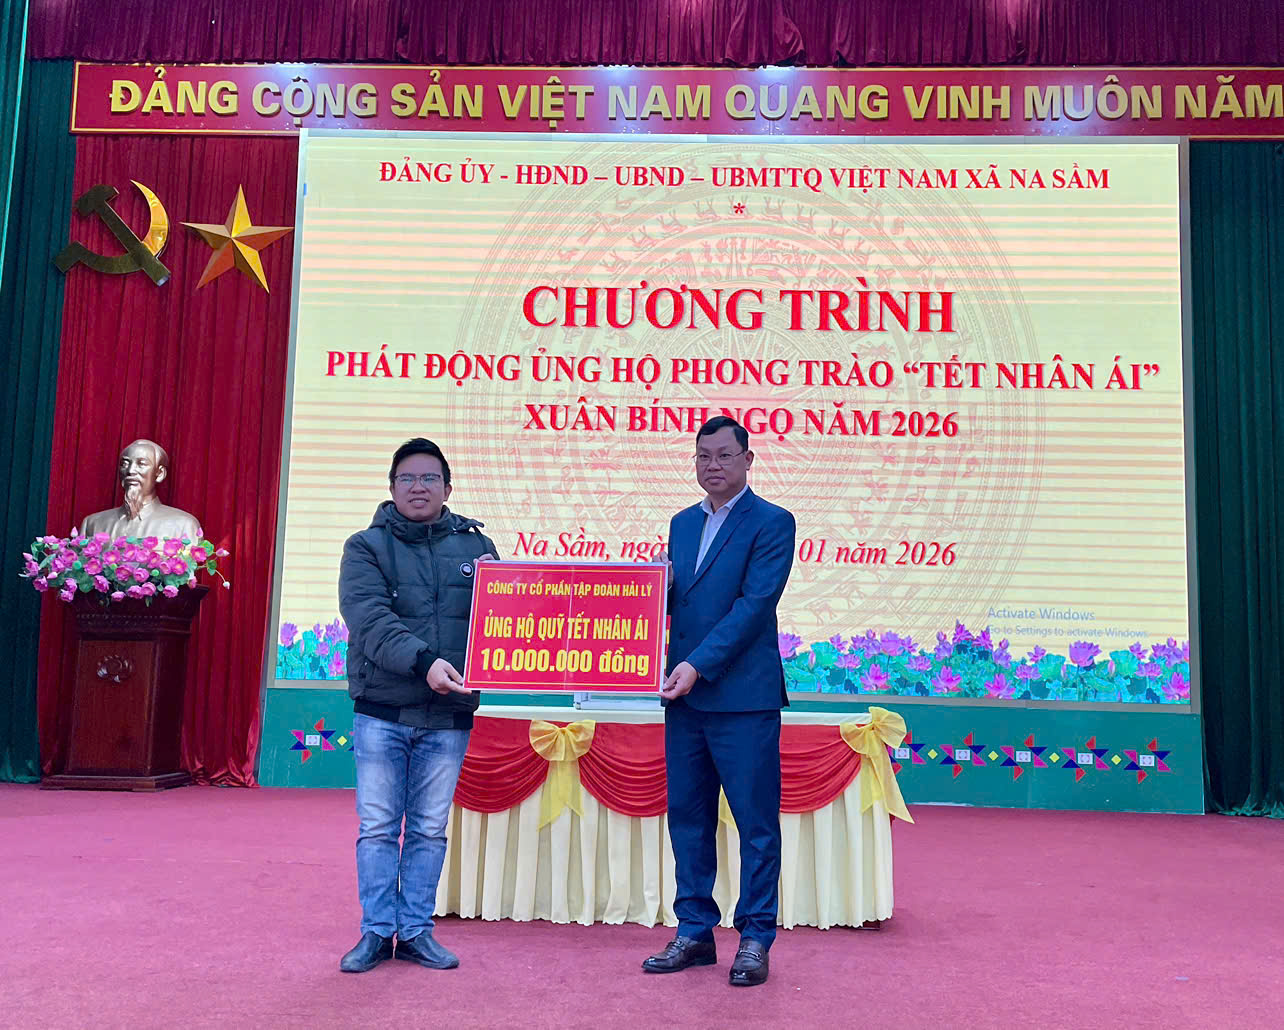 ĐẢNG CỘNG SẢN VIỆT NAM QUANG VINH MUÔN NĂM
ĐẢNG ỦY - HĐND – UBND – UBMTTQ VIỆT NAM XÃ NA SẦM
*
CHƯƠNG TRÌNH
PHÁT ĐỘNG ỦNG HỘ PHONG TRÀO “TẾT NHÂN ÁI”
XUÂN BÍNH NGỌ NĂM 2026
Na Sầm, ngày 01 năm 2026
CÔNG TY CỔ PHẦN TẬP ĐOÀN HẢI LÝ
ỦNG HỘ QUỸ TẾT NHÂN ÁI
10.000.000 đồng
Activate Windows
Go to Settings to activate Windows.